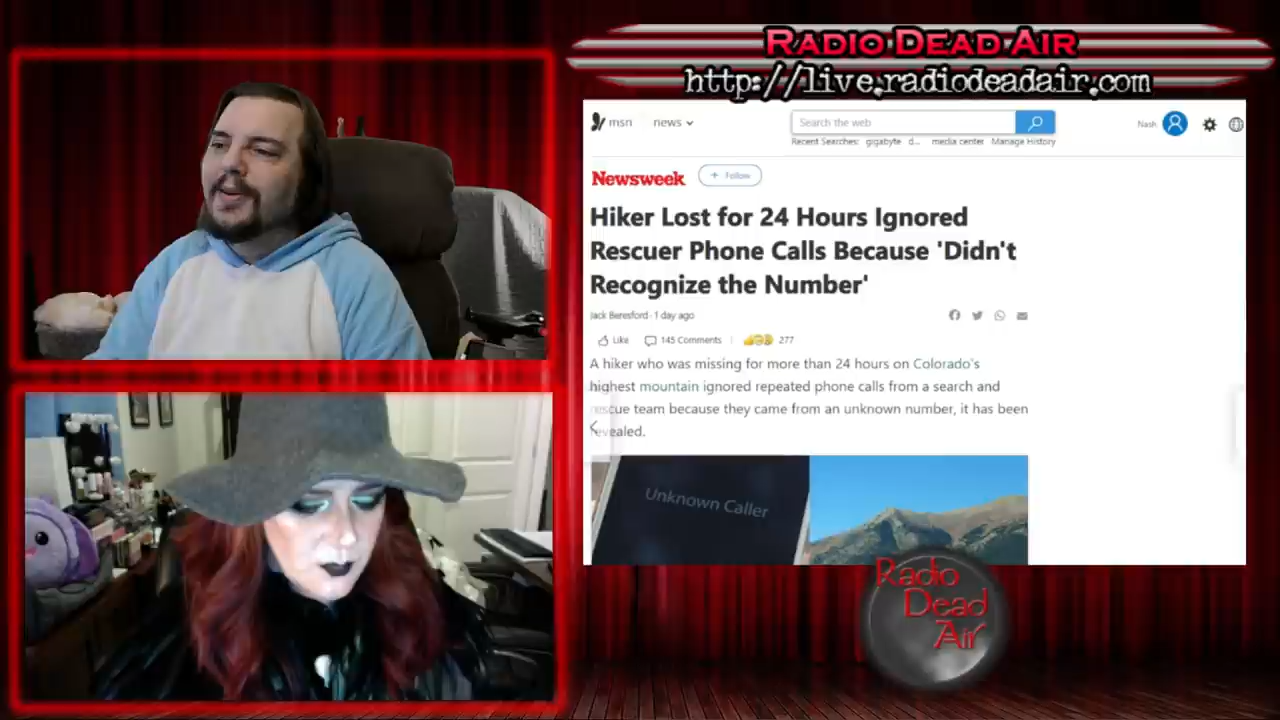 Radio Dead Air
http://live.radiodeadair.com
msn news
Search the web
Nash
Recent Searches: gigabyte d... media center Manage History
Newsweek + Follow
Hiker Lost for 24 Hours Ignored
Rescuer Phone Calls Because 'Didn't
Recognize the Number'
Jack Beresford · 1 day ago
Like 145 Comments 277
A hiker who was missing for more than 24 hours on Colorado's
highest mountain ignored repeated phone calls from a search and
rescue team because they came from an unknown number, it has been
revealed.
Unknown Caller
Radio
Dead
Air